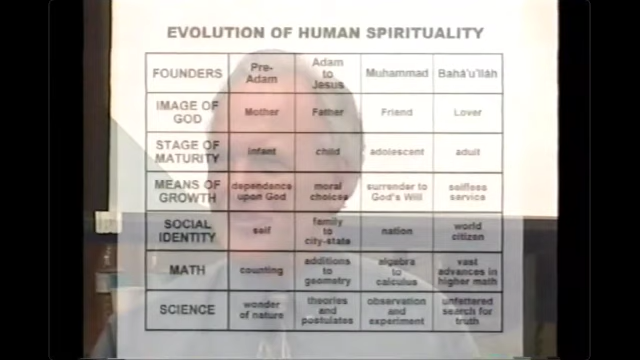 EVOLUTION OF HUMAN SPIRITUALITY
FOUNDERS
Pre-
Adam
Adam
to
Jesus
Muhammad
Bahá'u'lláh
IMAGE OF
GOD
Mother
Father
Friend
Lover
STAGE OF
MATURITY
infant
child
adolescent
adult
MEANS OF
GROWTH
dependence
upon God
moral
choices
surrender to
God's Will
selfless
service
SOCIAL
IDENTITY
self
family
to
city-state
nation
world
citizen
MATH
counting
additions
to
geometry
algebra
to
calculus
vast
advances in
higher math
SCIENCE
wonder
of nature
theories
and
postulates
observation
and
experiment
unfettered
search for
truth